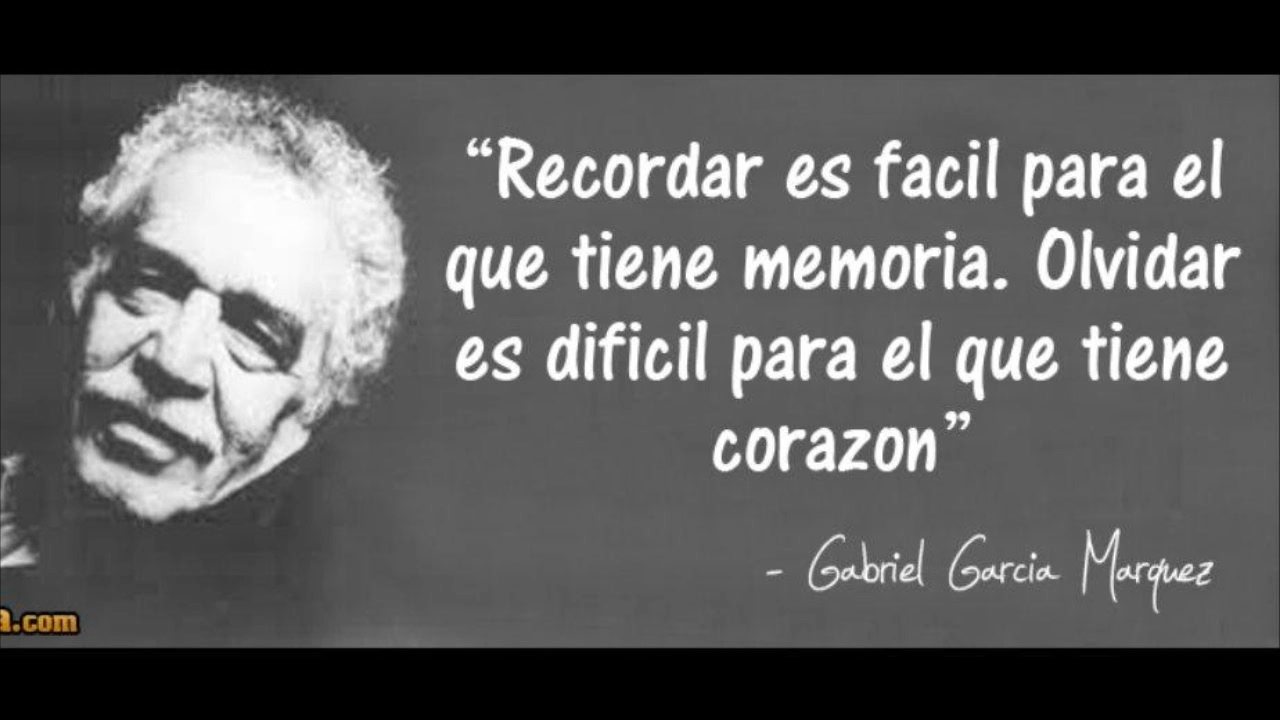 “Recordar es facil para el
que tiene memoria. Olvidar
es dificil para el que tiene
corazon”
- Gabriel Garcia Marquez
a.com